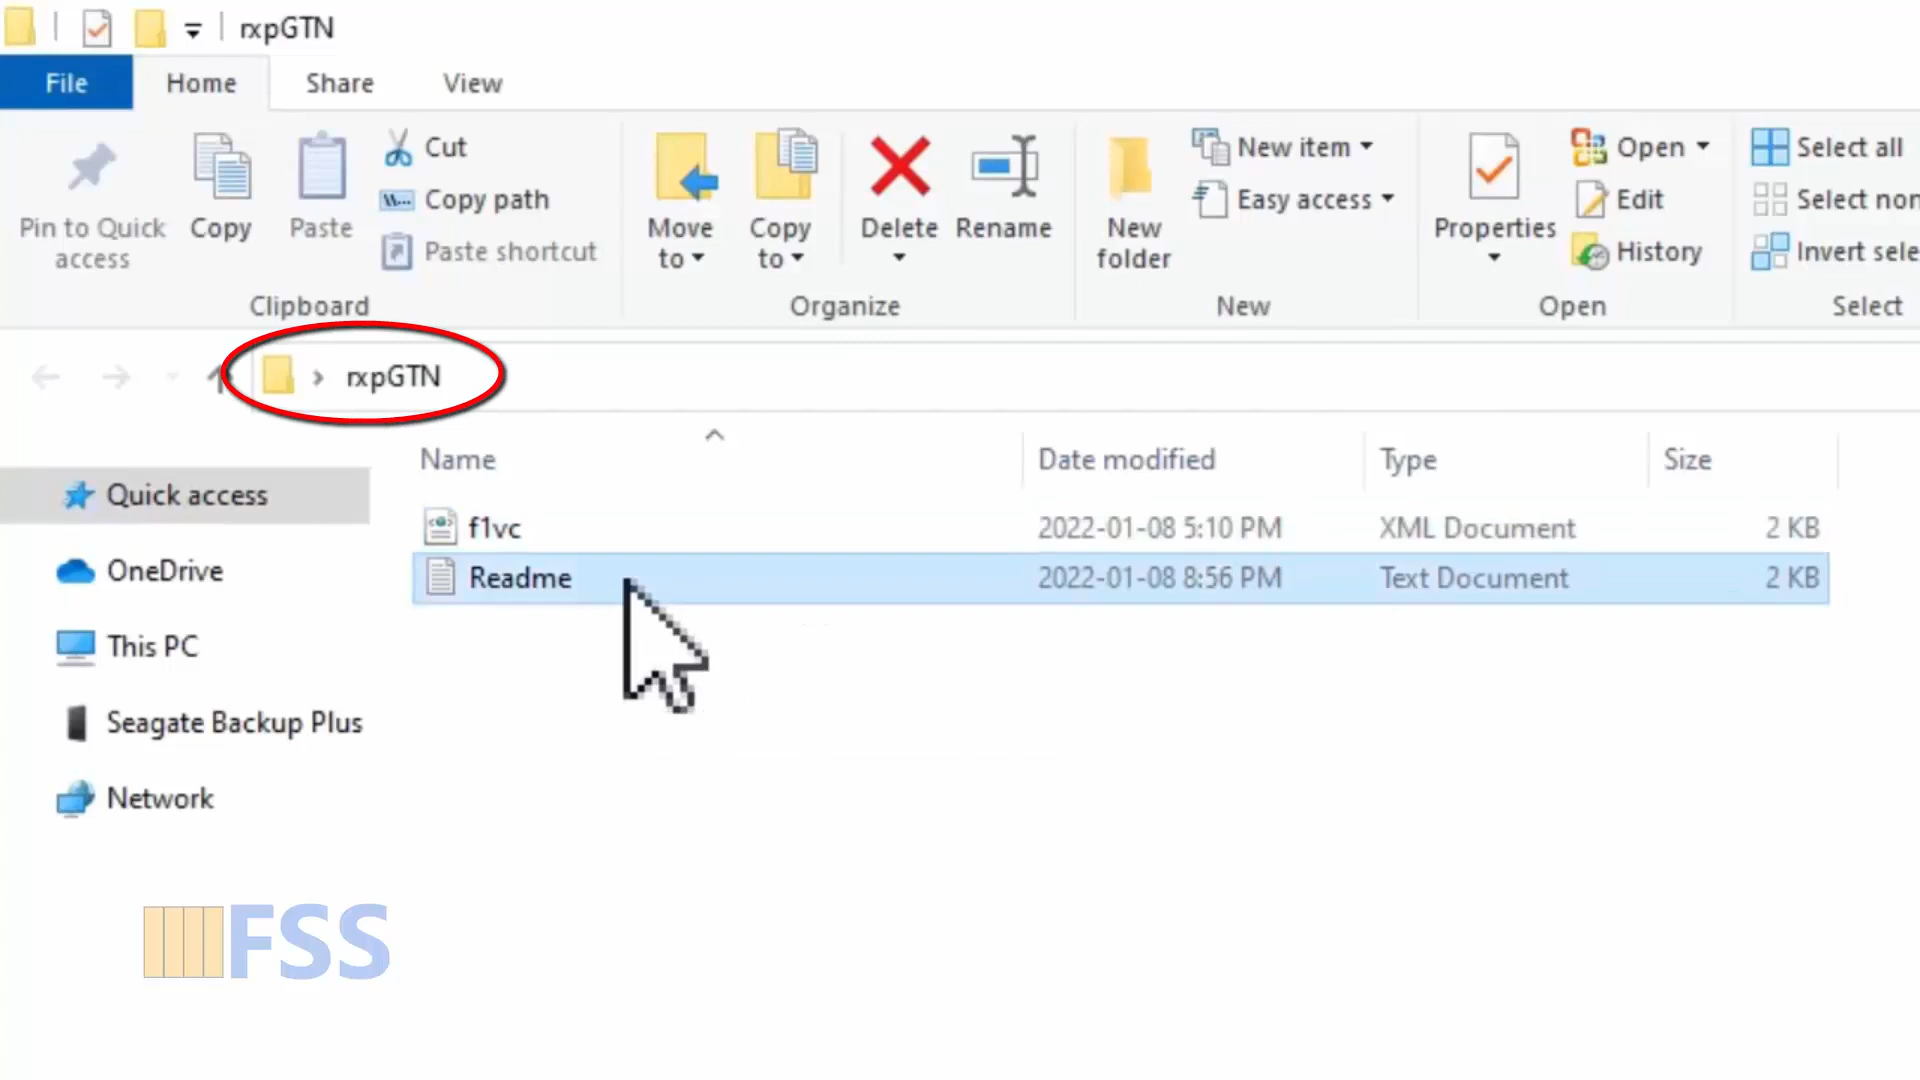 rxpGTN
File Home Share View
Pin to Quick access
Copy
Paste
Cut
Copy path
Paste shortcut
Clipboard
Move to
Copy to
Delete
Rename
Organize
New folder
New item
Easy access
New
Properties
Open
Edit
History
Open
Select all
Select non
Invert sele
Select
rxpGTN
Name Date modified Type Size
f1vc 2022-01-08 5:10 PM XML Document 2 KB
Readme 2022-01-08 8:56 PM Text Document 2 KB
Quick access
OneDrive
This PC
Seagate Backup Plus
Network
FSS